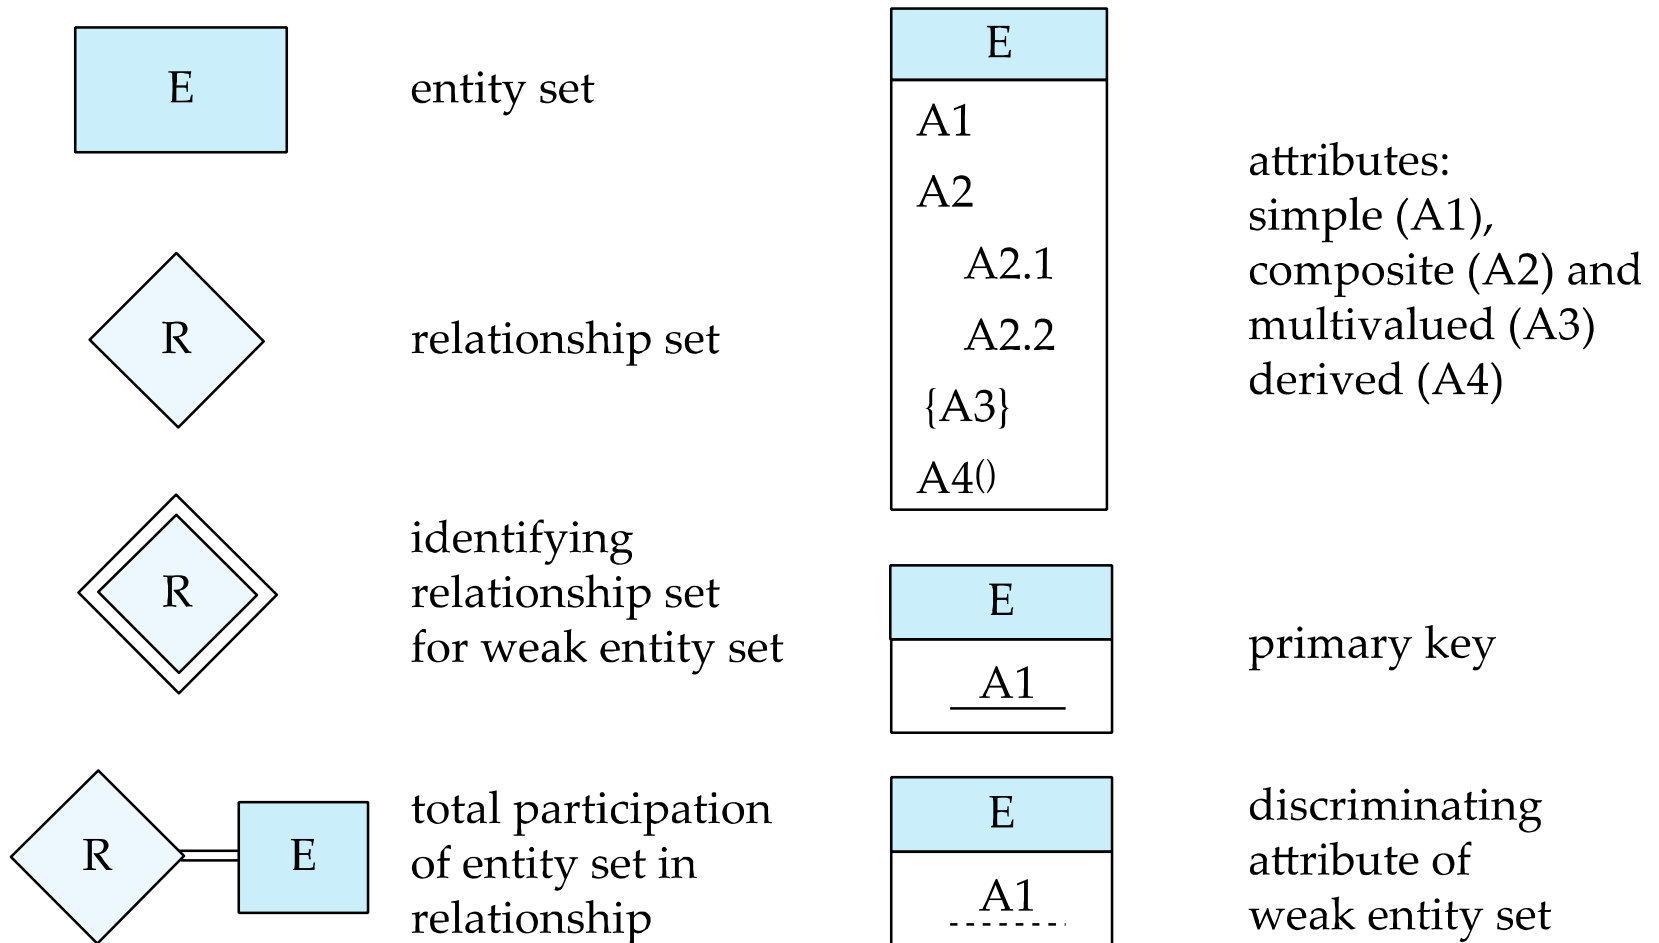 E
entity set
R
relationship set
R
identifying
relationship set
for weak entity set
R
E
total participation
of entity set in
relationship
E
A1
A2
A2.1
A2.2
{A3}
A4()
attributes:
simple (A1),
composite (A2) and
multivalued (A3)
derived (A4)
E
A1
primary key
E
A1
discriminating
attribute of
weak entity set